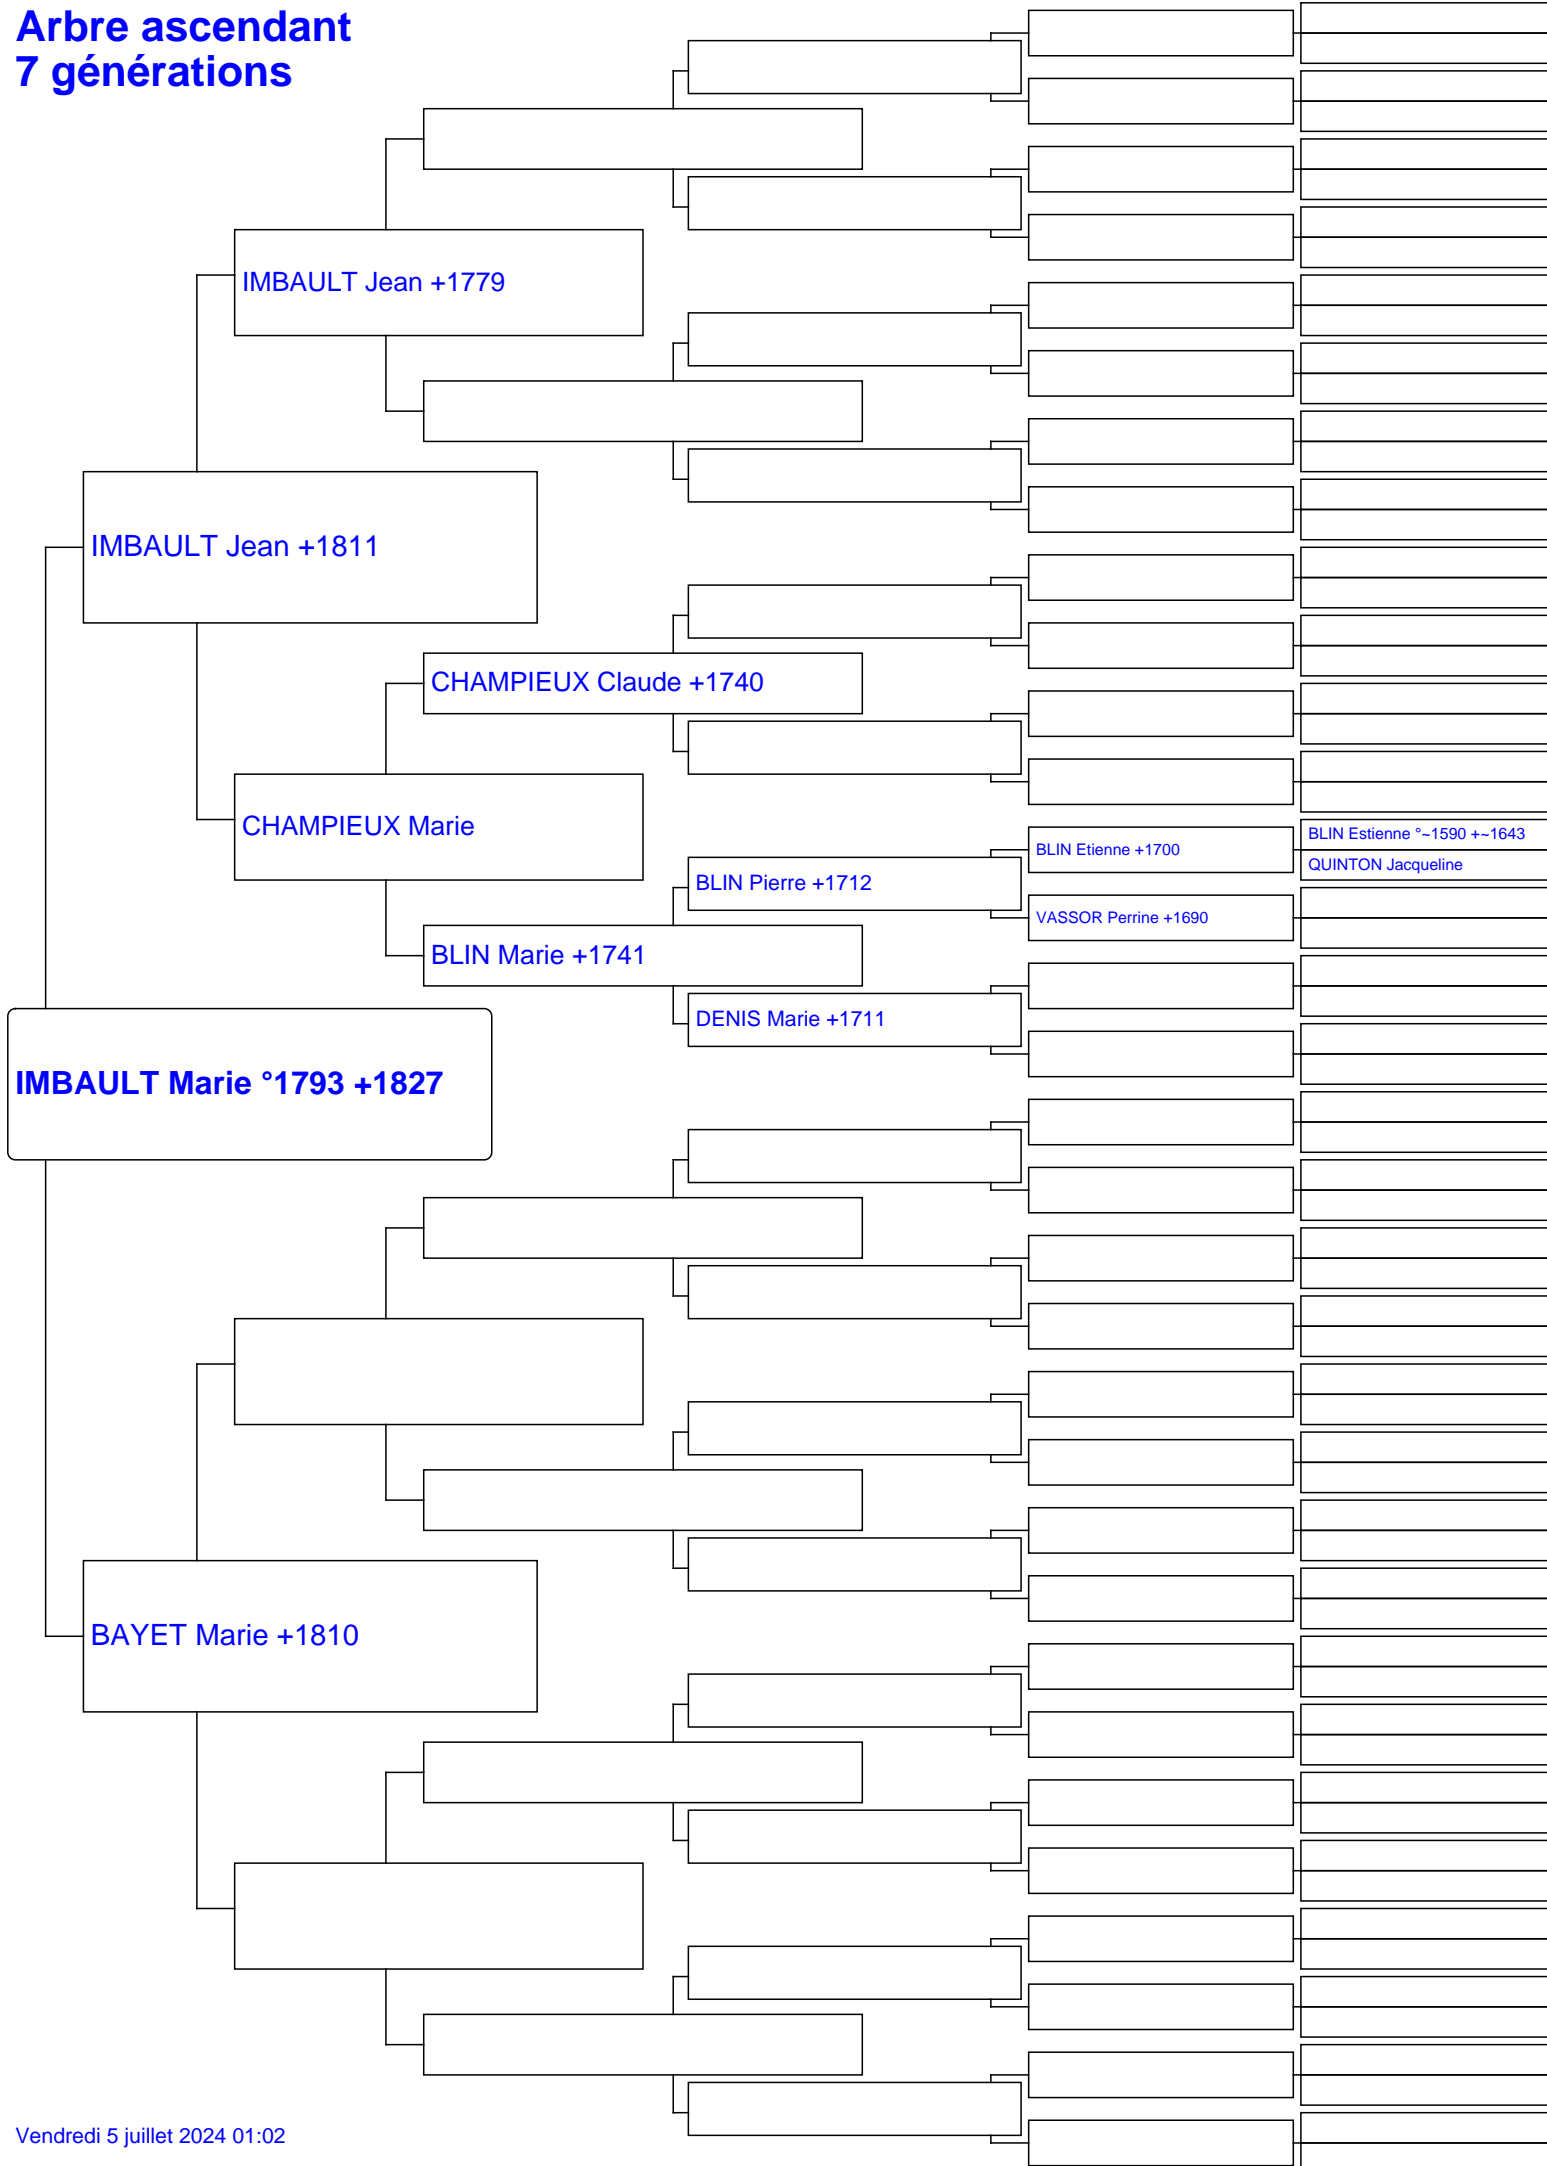 Arbre ascendant
7 générations
IMBAULT Jean +1779
IMBAULT Jean +1811
CHAMPIEUX Claude +1740
CHAMPIEUX Marie
BLIN Estienne °~1590 +~1643
BLIN Etienne +1700
QUINTON Jacqueline
BLIN Pierre +1712
VASSOR Perrine +1690
BLIN Marie +1741
DENIS Marie +1711
IMBAULT Marie °1793 +1827
BAYET Marie +1810
Vendredi 5 juillet 2024 01:02